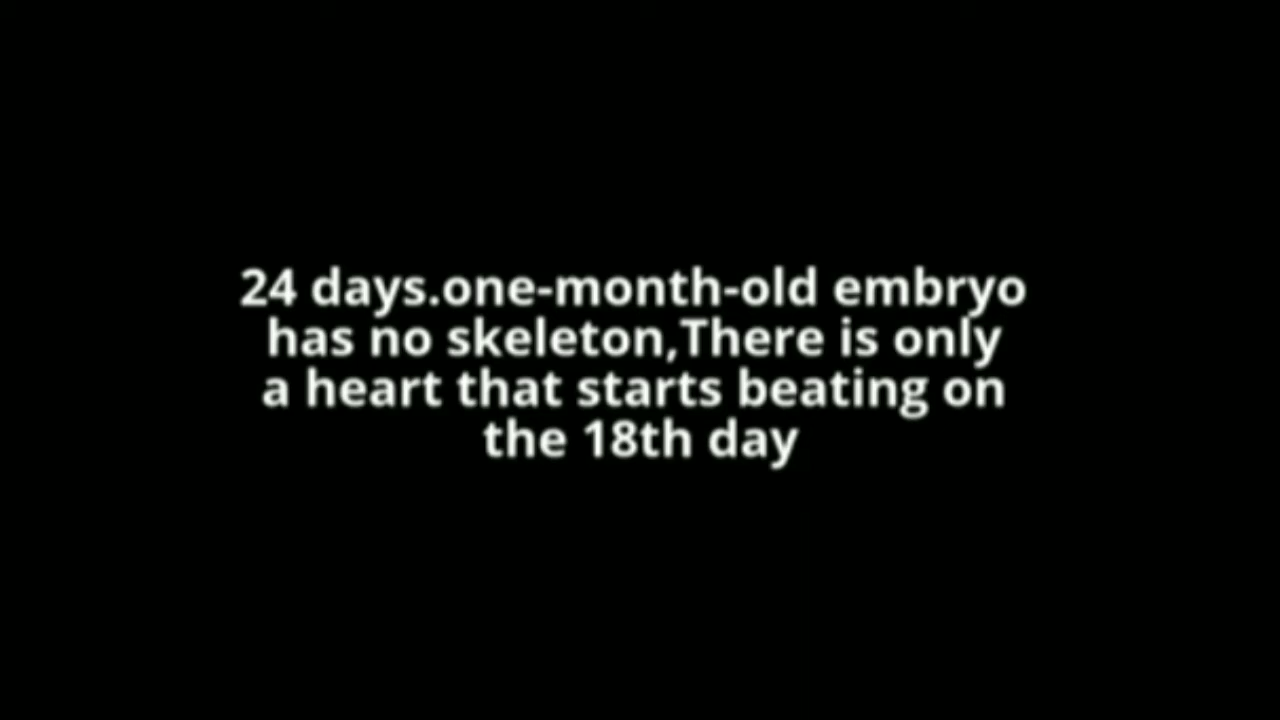 24 days.one-month-old embryo
has no skeleton,There is only
a heart that starts beating on
the 18th day